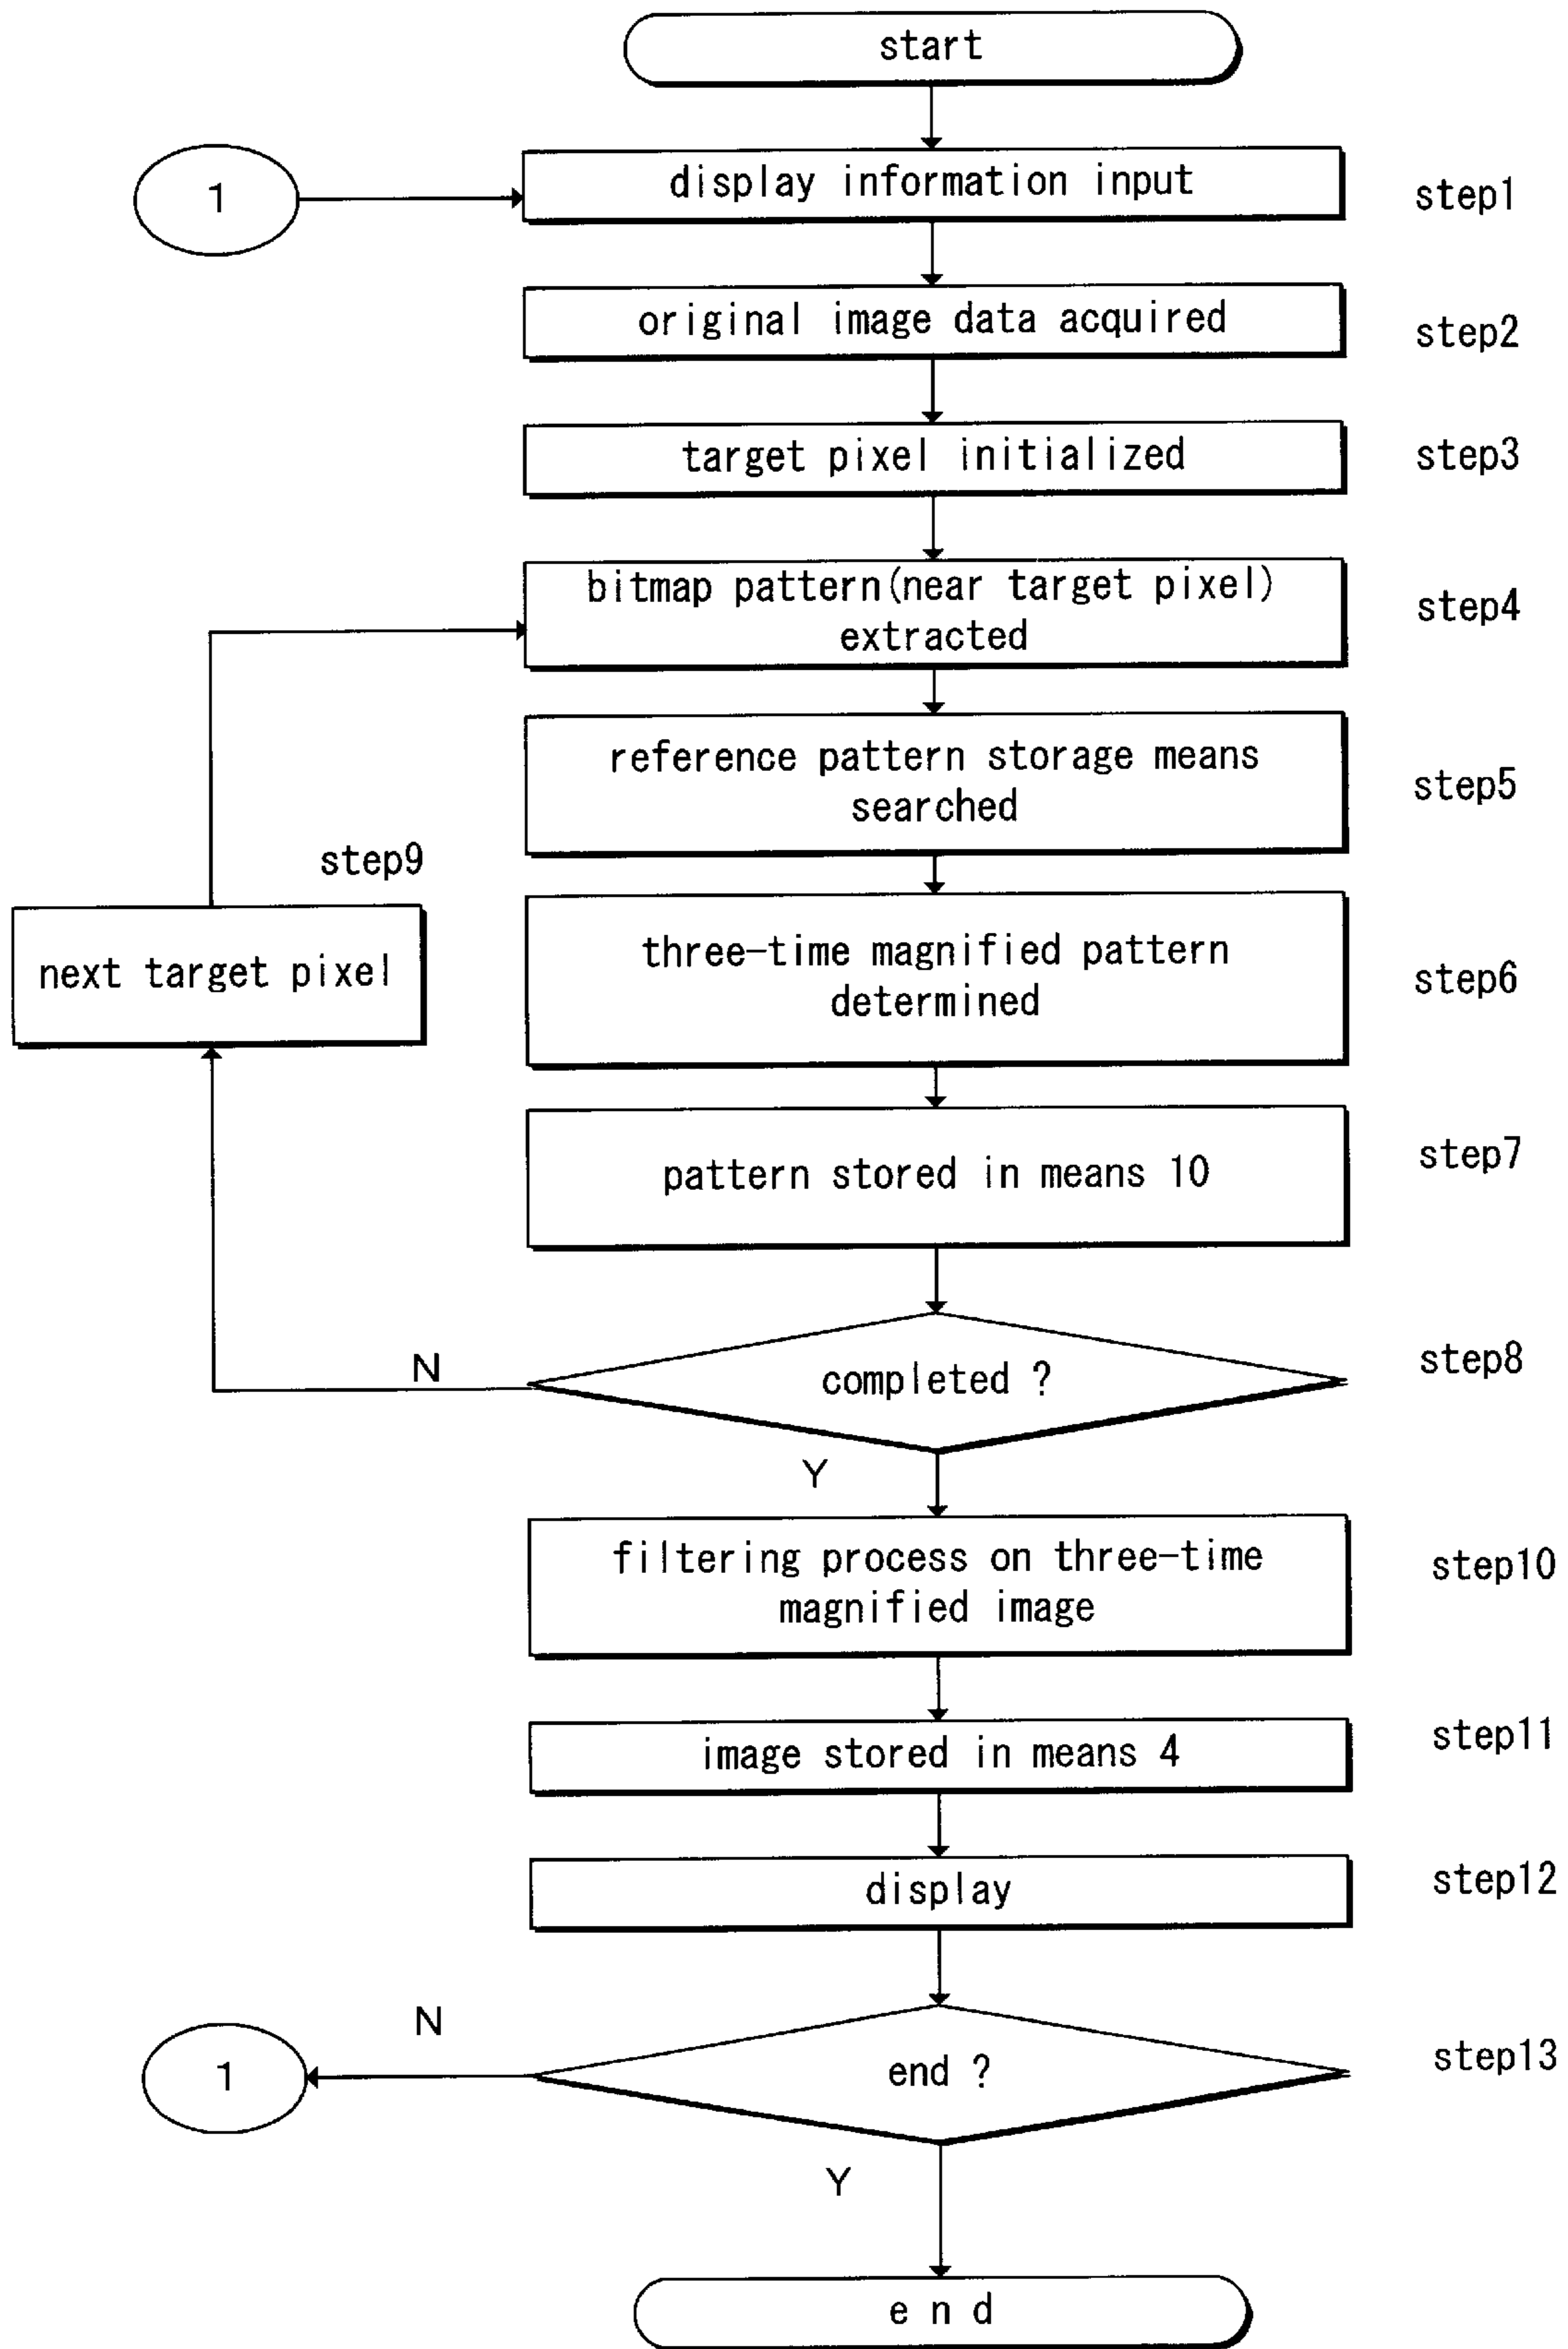 start
1
display information input
step1
original image data acquired
step2
target pixel initialized
step3
bitmap pattern(near target pixel)
extracted
step4
reference pattern storage means
searched
step5
step9
next target pixel
three-time magnified pattern
determined
step6
pattern stored in means 10
step7
N
completed ?
step8
Y
filtering process on three-time
magnified image
step10
image stored in means 4
step11
display
step12
N
1
end ?
step13
Y
end